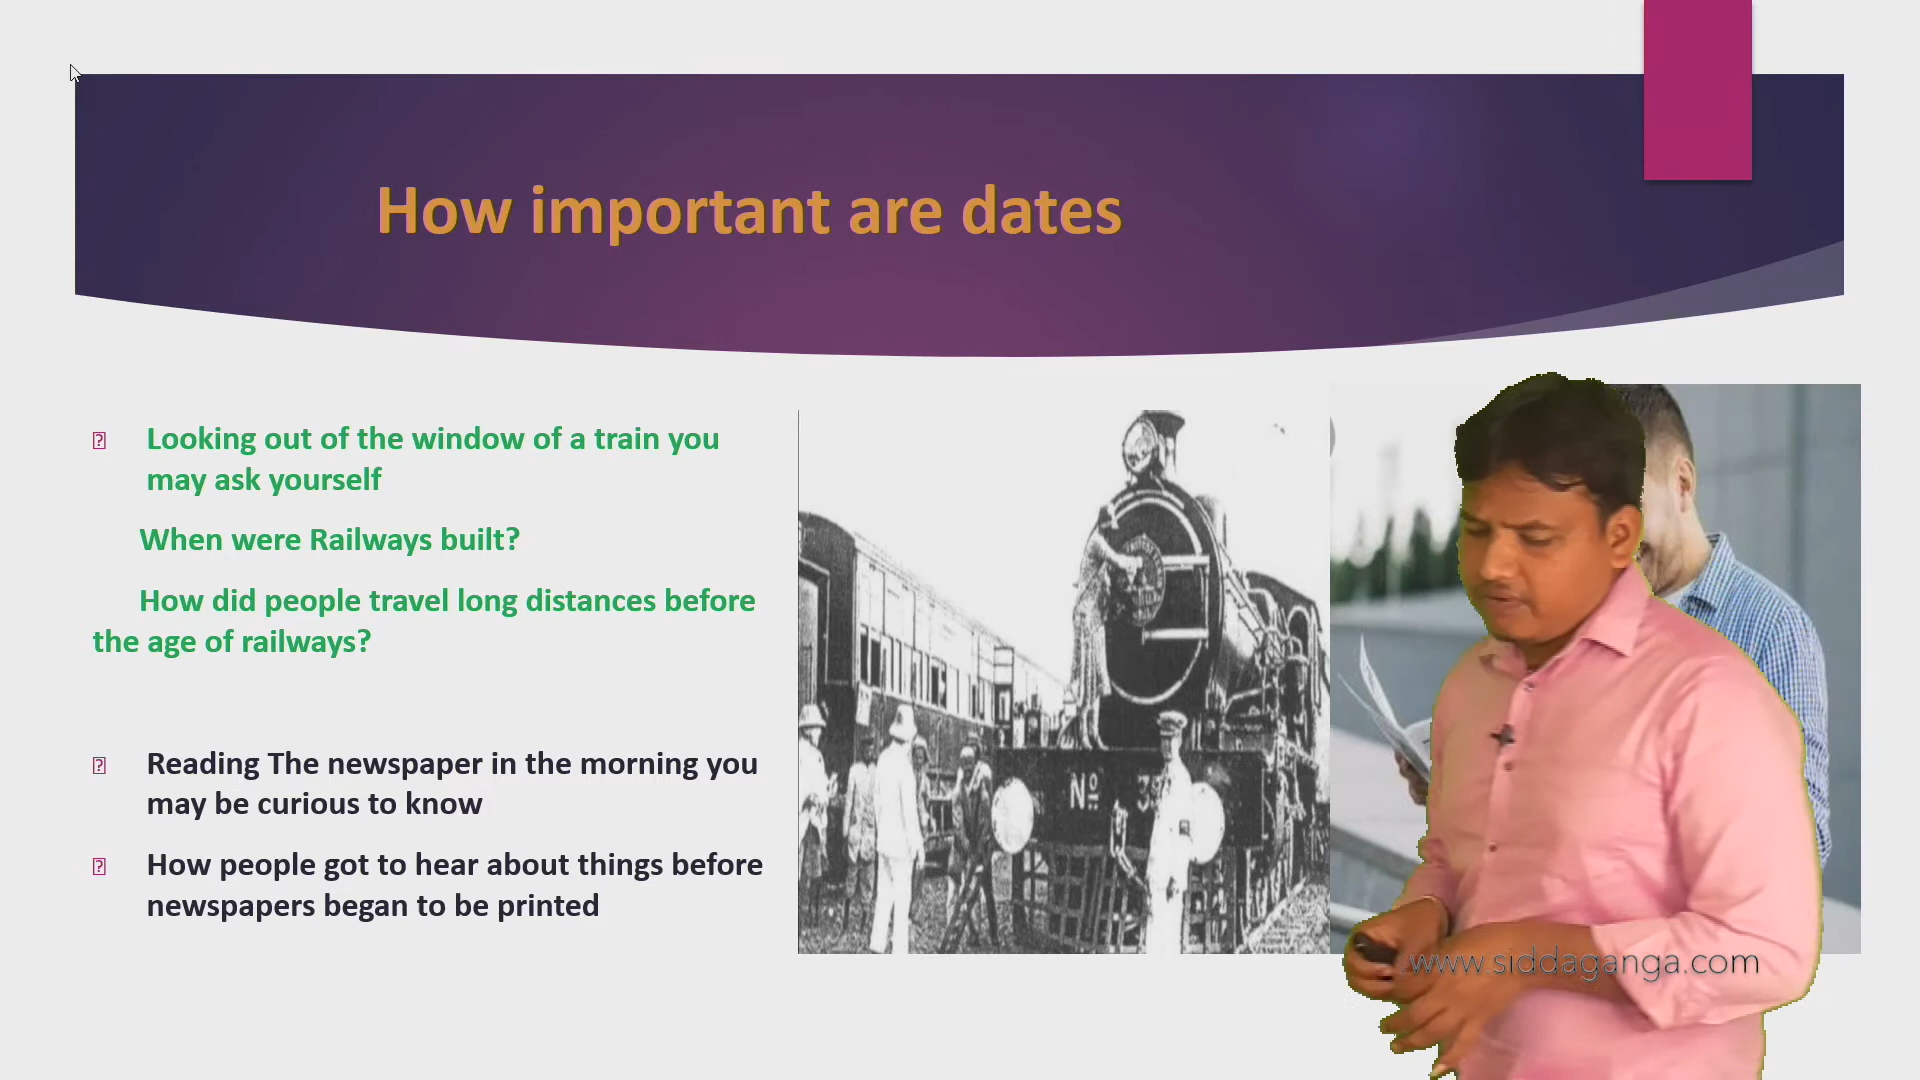 How important are dates
Looking out of the window of a train you
may ask yourself
When were Railways built?
How did people travel long distances before
the age of railways?
Reading The newspaper in the morning you
may be curious to know
How people got to hear about things before
newspapers began to be printed
Nº 39
www.siddaganga.com